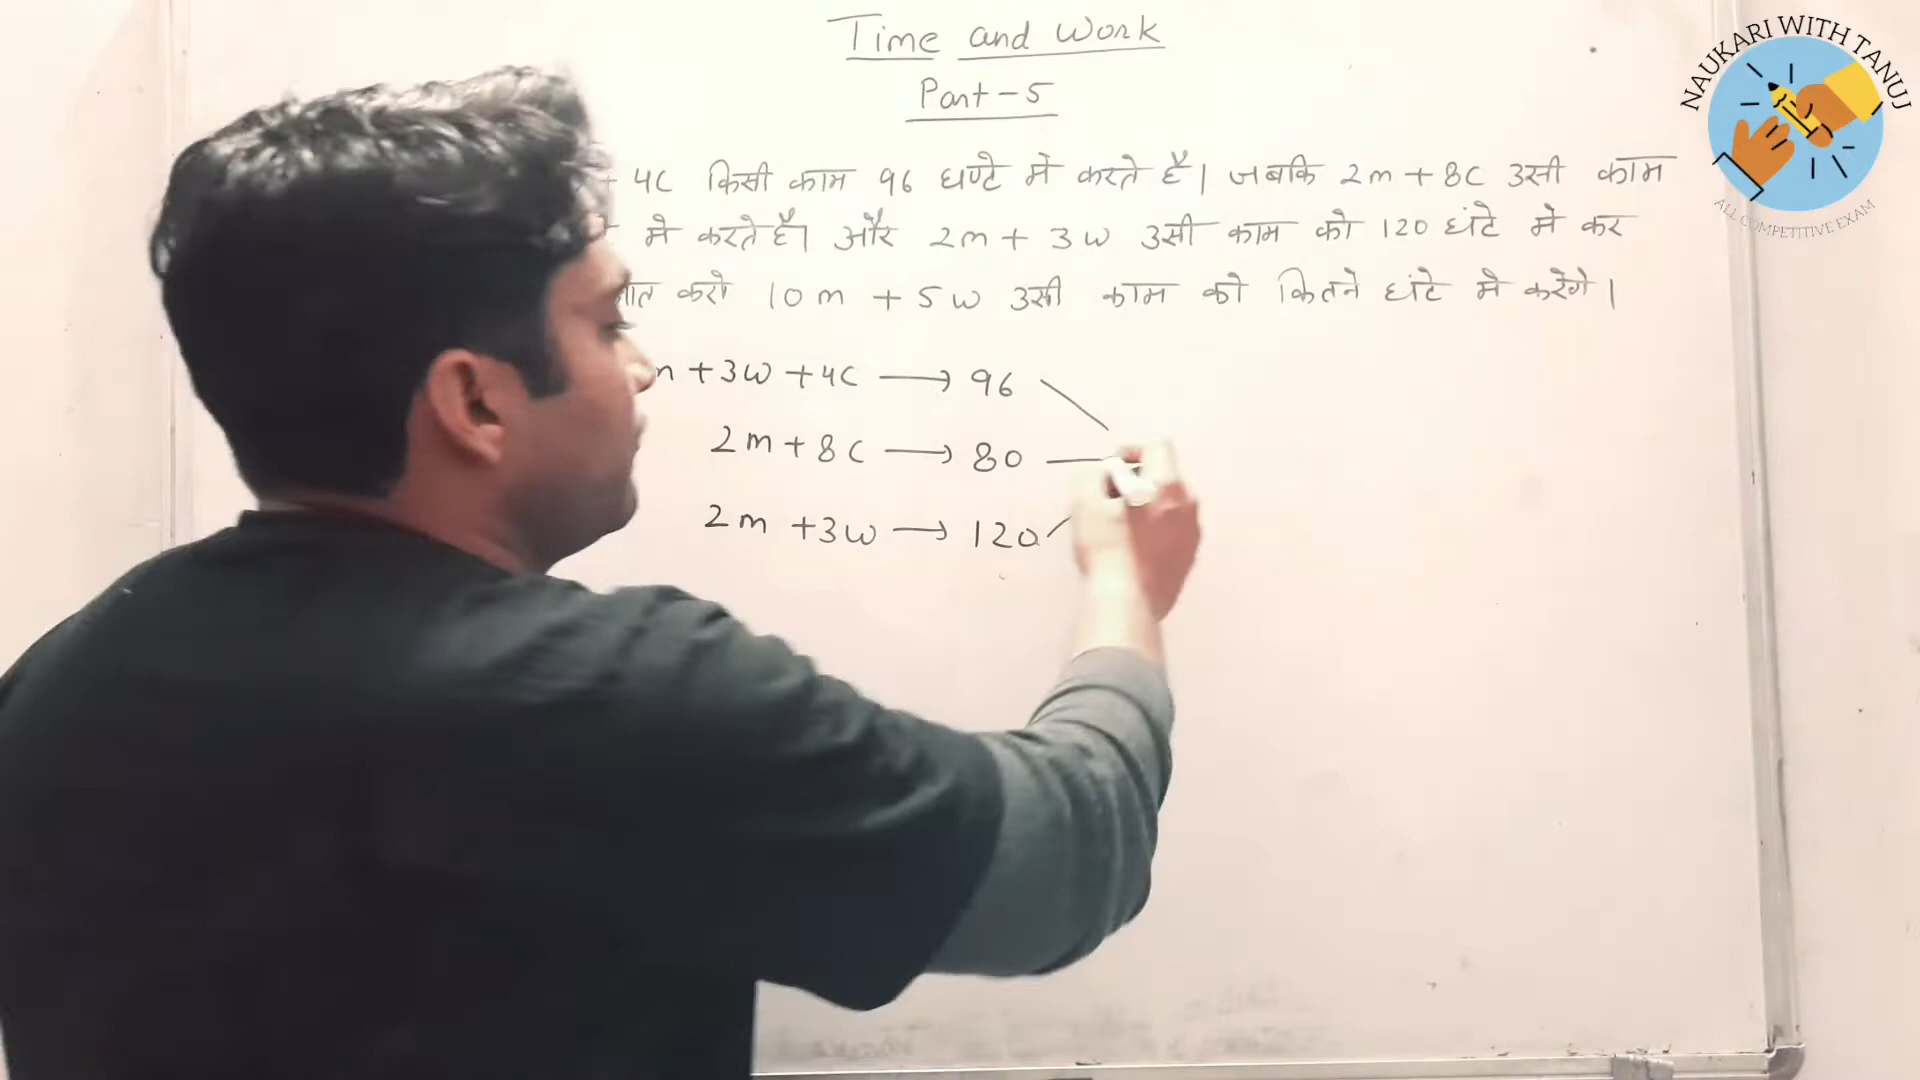 Time and Work
Part-5
+ 4C किसी काम 96 घण्टे मे करते हैं। जबकि 2m + 8C उसी काम
मे करते हैं। और 2m + 3w उसी काम को 120 घंटे मे कर
करो 10m + 5w उसी काम को कितने घंटे मे करेंगे।
+3w +4C → 96
2m + 8C → 80
2m +3w → 120
NAUKARI WITH TANUJ
ALL COMPETITIVE EXAM